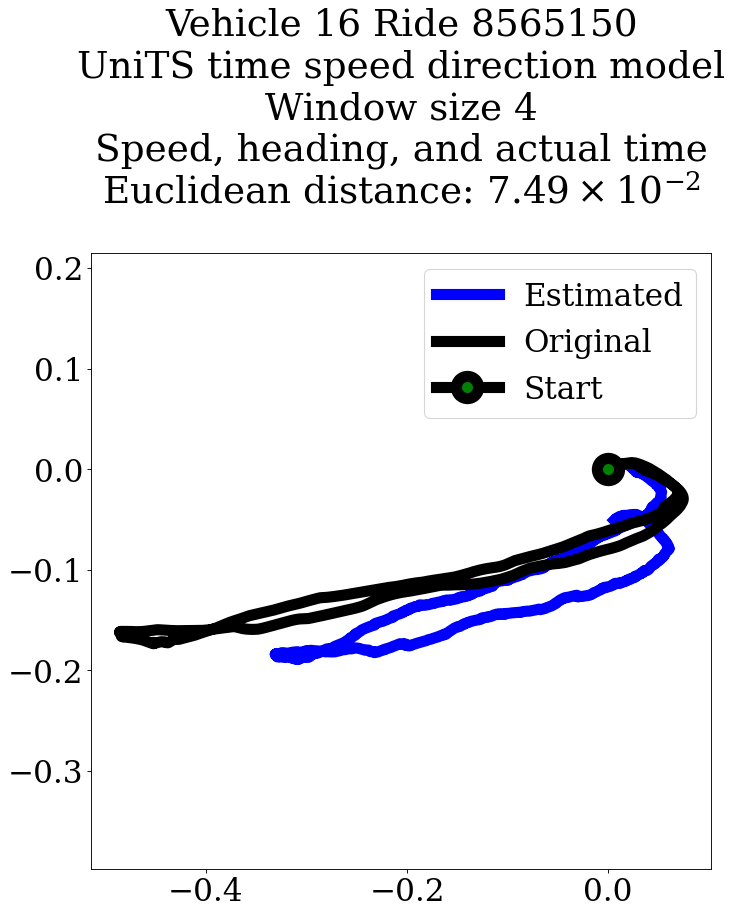 Vehicle 16 Ride 8565150
UniTS time speed direction model
Window size 4
Speed, heading, and actual time
Euclidean distance: 7.49 × 10⁻²
Estimated
Original
Start
0.2
0.1
0.0
−0.1
−0.2
−0.3
−0.4 −0.2 0.0